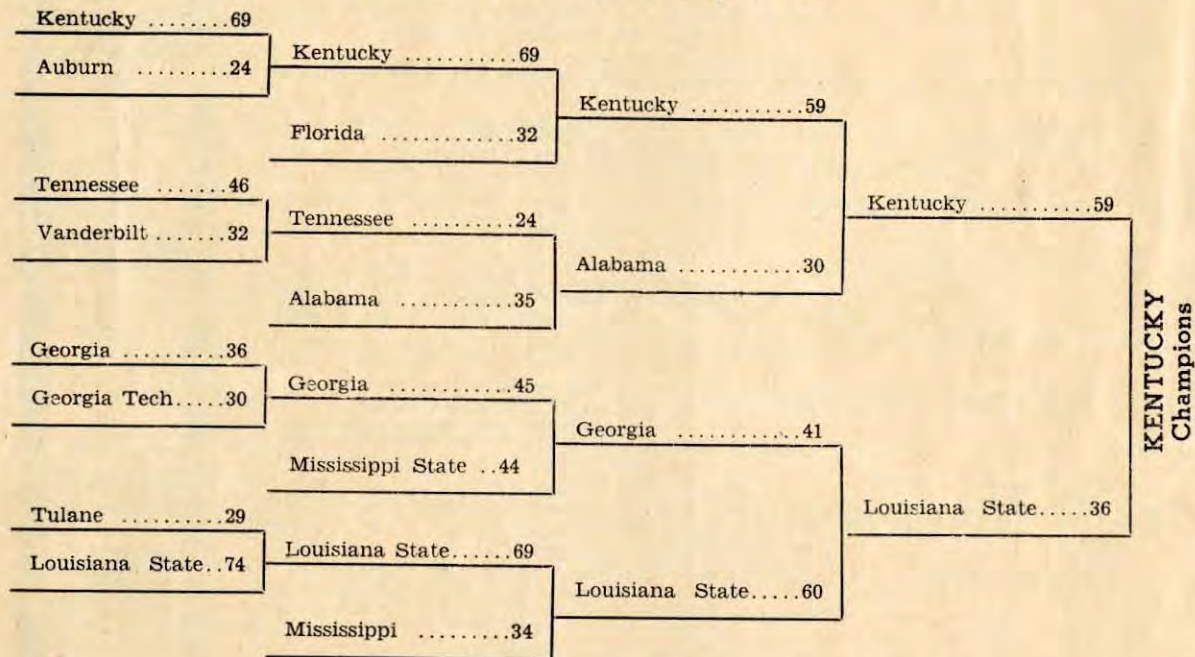 Kentucky ........69
Auburn .........24
Tennessee .......46
Vanderbilt.......32
Georgia .........36
Georgia Tech.....30
Tulane ..........29
Louisiana State..74
Kentucky ...........69
Florida ............32
Tennessee ..........24
Alabama ...........35
Georgia ...........45
Mississippi State ..44
Louisiana State......69
Mississippi .........34
Kentucky ...........59
Alabama ............30
Georgia ............41
Louisiana State.....60
Kentucky ...........59
Louisiana State.....36
KENTUCKY
Champions